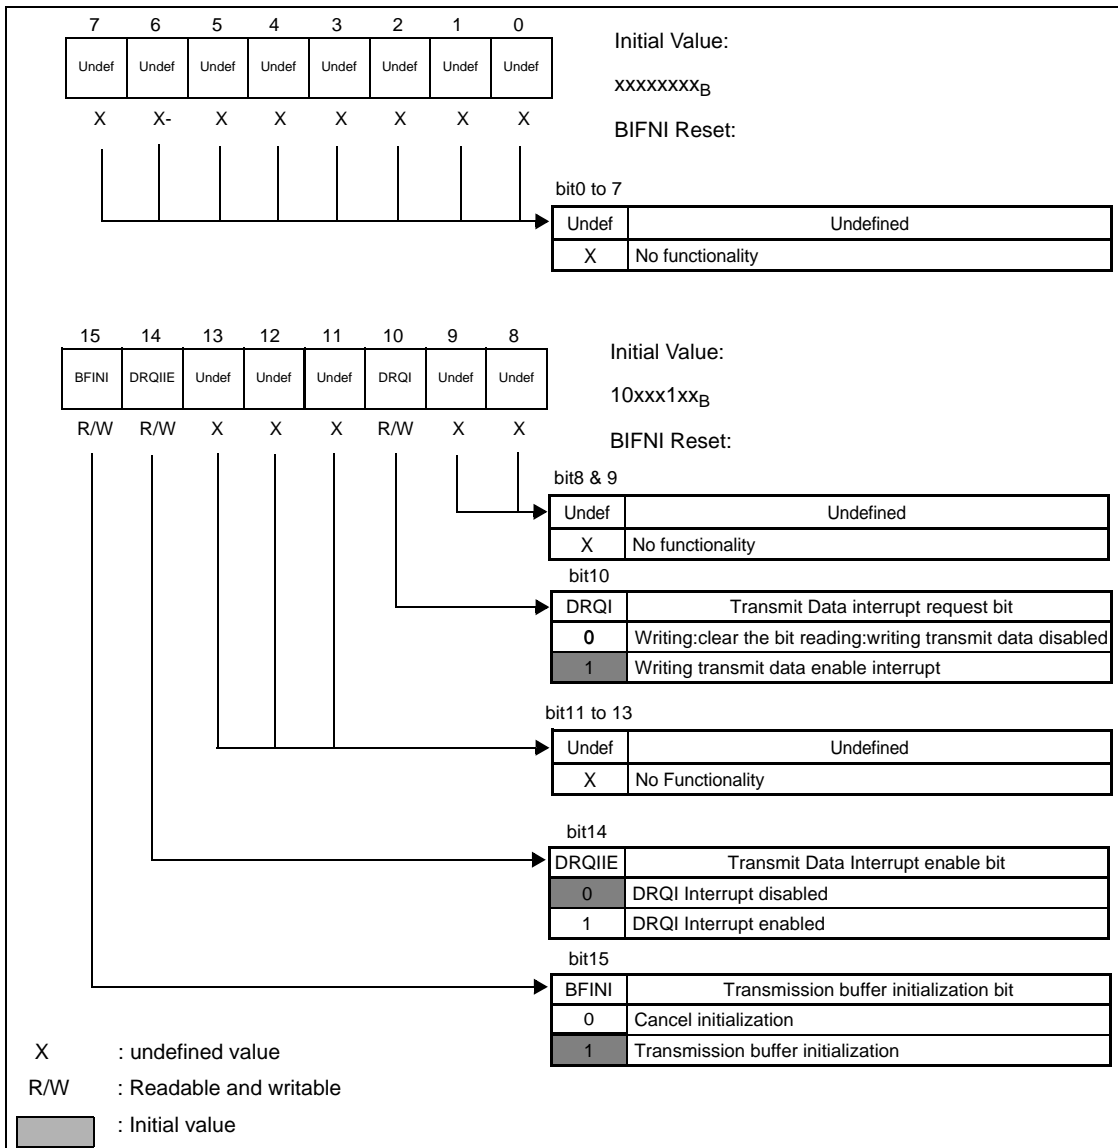 7 6 5 4 3 2 1 0
Undef Undef Undef Undef Undef Undef Undef Undef
X X- X X X X X X
Initial Value:
xxxxxxxxB
BIFNI Reset:
bit0 to 7
Undef Undefined
X No functionality
15 14 13 12 11 10 9 8
BFINI DRQIIE Undef Undef Undef DRQI Undef Undef
R/W R/W X X X R/W X X
Initial Value:
10xxx1xxB
BIFNI Reset:
bit8 & 9
Undef Undefined
X No functionality
bit10
DRQI Transmit Data interrupt request bit
0 Writing:clear the bit reading:writing transmit data disabled
1 Writing transmit data enable interrupt
bit11 to 13
Undef Undefined
X No Functionality
bit14
DRQIIE Transmit Data Interrupt enable bit
0 DRQI Interrupt disabled
1 DRQI Interrupt enabled
bit15
BFINI Transmission buffer initialization bit
0 Cancel initialization
1 Transmission buffer initialization
X : undefined value
R/W : Readable and writable
: Initial value